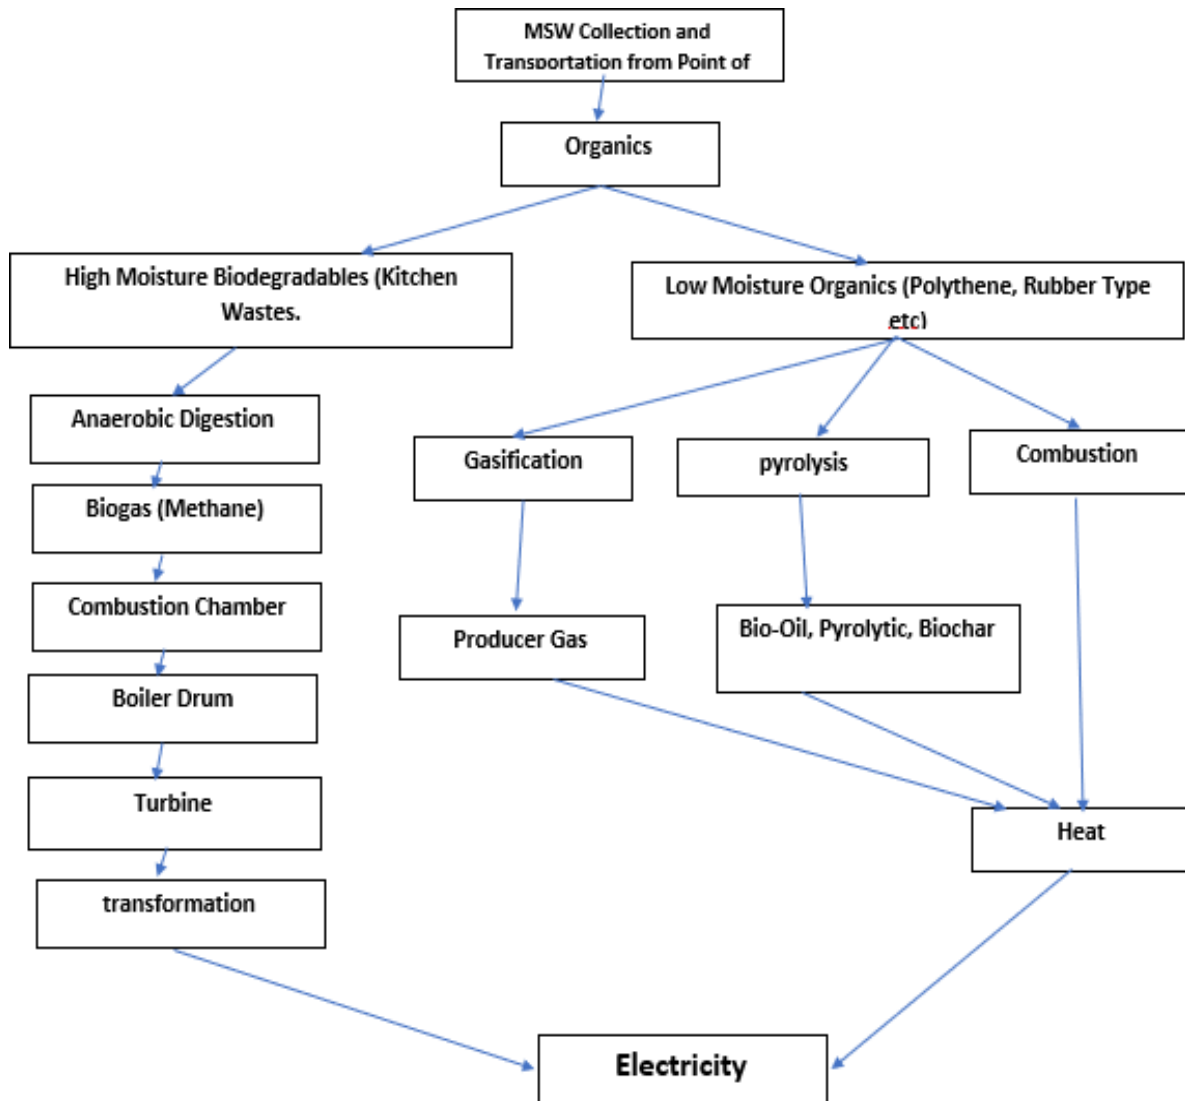 MSW Collection and
Transportation from Point of
Organics
High Moisture Biodegradables (Kitchen
Wastes.
Low Moisture Organics (Polythene, Rubber Type
etc)
Anaerobic Digestion
Gasification
pyrolysis
Combustion
Biogas (Methane)
Combustion Chamber
Producer Gas
Bio-Oil, Pyrolytic, Biochar
Boiler Drum
Turbine
Heat
transformation
Electricity